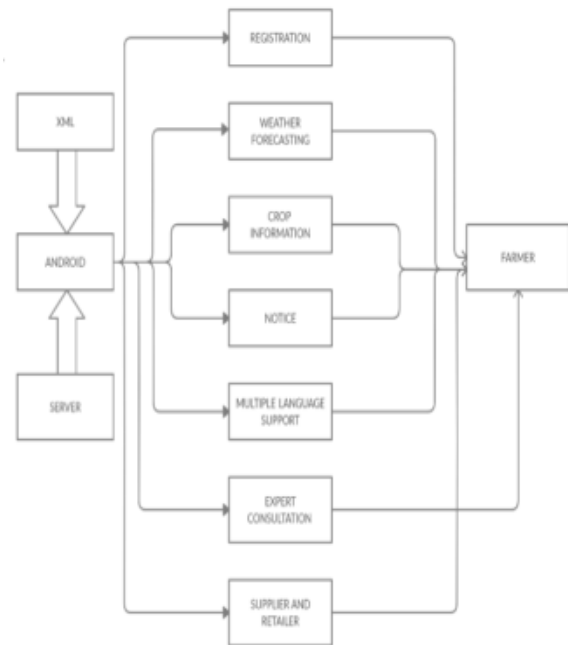 REGISTRATION
XML
WEATHER
FORECASTING
CROP
INFORMATION
ANDROID
FARMER
NOTICE
SERVER
MULTIPLE LANGUAGE
SUPPORT
EXPERT
CONSULTATION
SUPPLIER AND
RETAILER